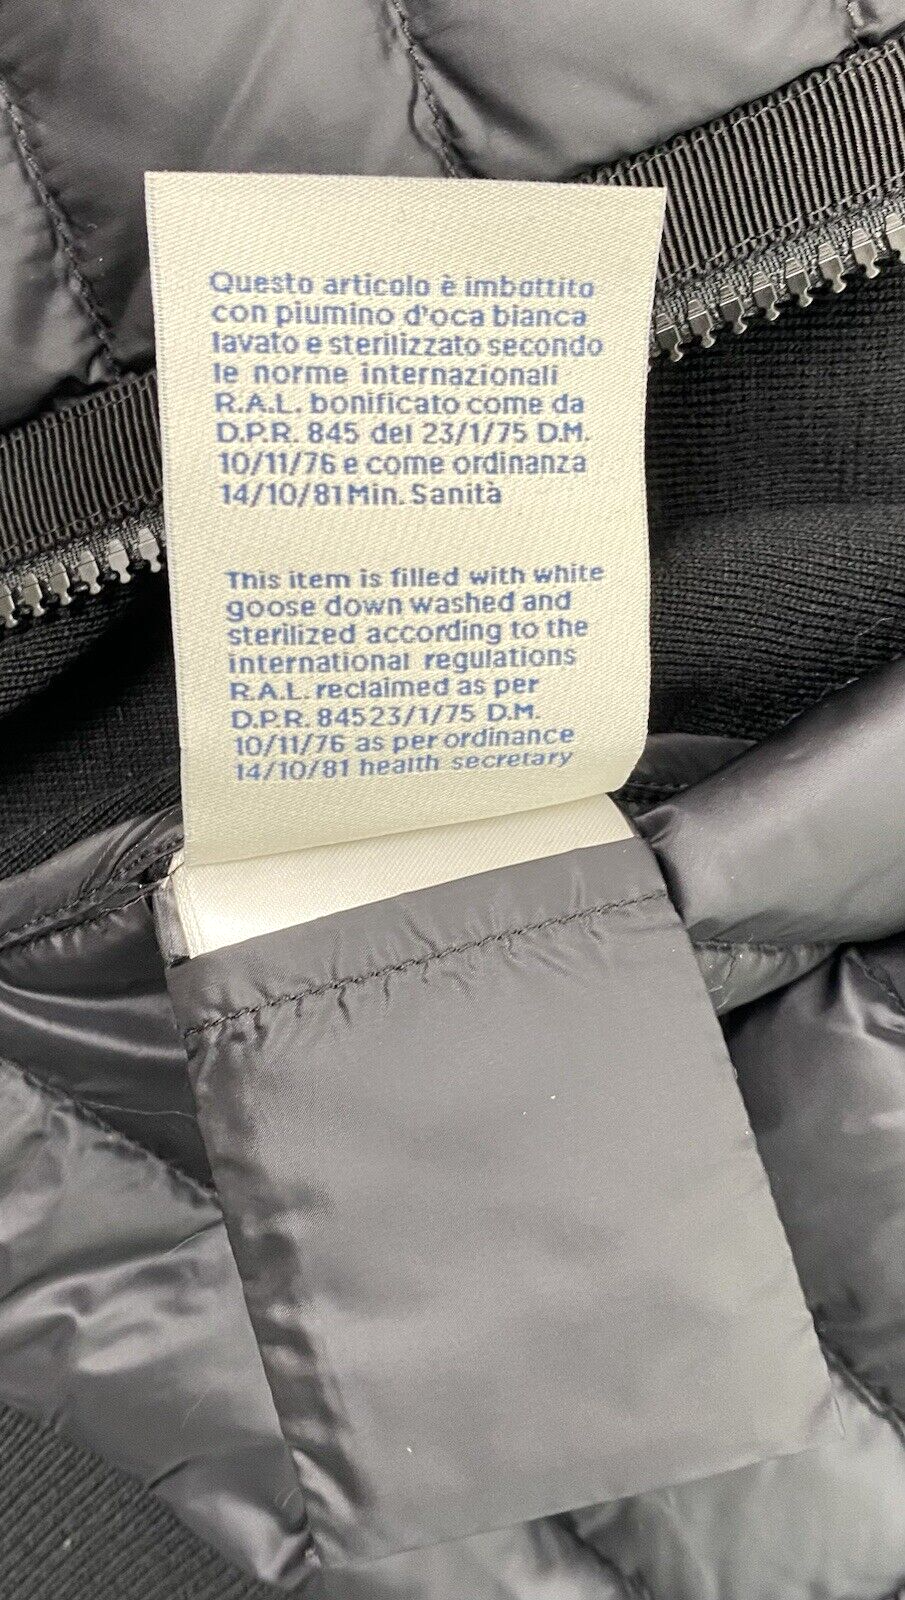 Questo articolo è imbottito
con piumino d'oca bianca
lavato e sterilizzato secondo
le norme internazionali
R.A.L. bonificato come da
D.P.R. 845 del 23/1/75 D.M.
10/11/76 e come ordinanza
14/10/81 Min. Sanità
This item is filled with white
goose down washed and
sterilized according to the
international regulations
R.A.L. reclaimed as per
D.P.R. 84523/1/75 D.M.
10/11/76 as per ordinance
14/10/81 health secretary